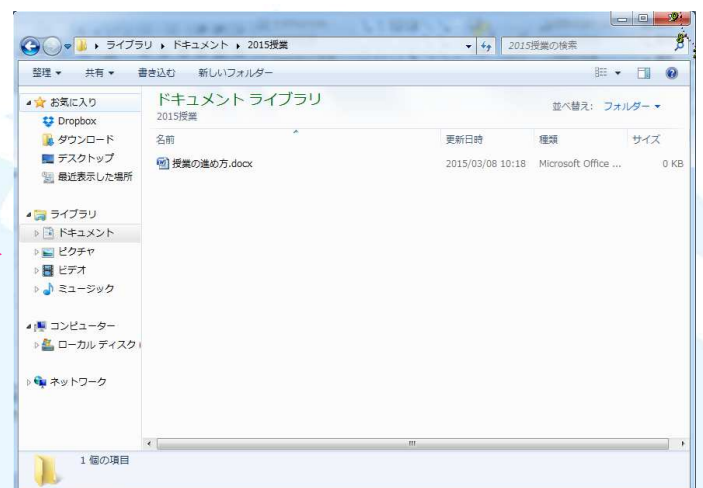 ライブラリ ▸ ドキュメント ▸ 2015授業
2015授業の検索
整理 ▼ 共有 ▼ 書き込む 新しいフォルダー
お気に入り
Dropbox
ダウンロード
デスクトップ
最近表示した場所
ライブラリ
ドキュメント
ピクチャ
ビデオ
ミュージック
コンピューター
ローカル ディスク (
ネットワーク
ドキュメント ライブラリ
2015授業
並べ替え: フォルダー ▼
名前 更新日時 種類 サイズ
授業の進め方.docx 2015/03/08 10:18 Microsoft Office ... 0 KB
1 個の項目